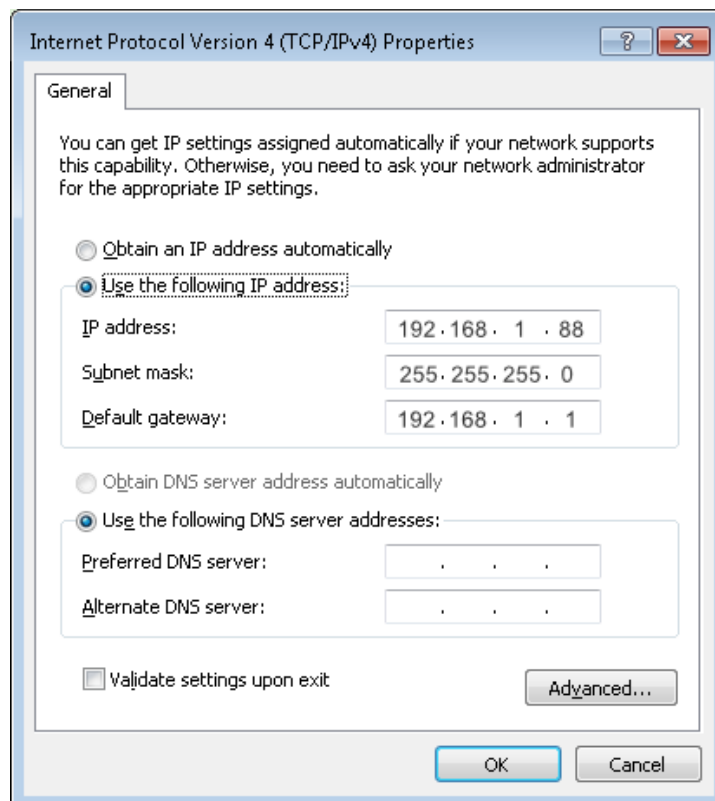 Internet Protocol Version 4 (TCP/IPv4) Properties
?
General
You can get IP settings assigned automatically if your network supports
this capability. Otherwise, you need to ask your network administrator
for the appropriate IP settings.
Obtain an IP address automatically
Use the following IP address:
IP address: 192 . 168 . 1 . 88
Subnet mask: 255 . 255 . 255 . 0
Default gateway: 192 . 168 . 1 . 1
Obtain DNS server address automatically
Use the following DNS server addresses:
Preferred DNS server: . . .
Alternate DNS server: . . .
Validate settings upon exit
Advanced...
OK Cancel